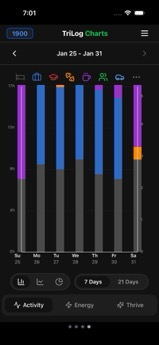 7:01
1900
TriLog Charts
Jan 25 - Jan 31
Su Mo Tu We Th Fr Sa
25 26 27 28 29 30 31
7 Days 21 Days
Activity Energy Thrive